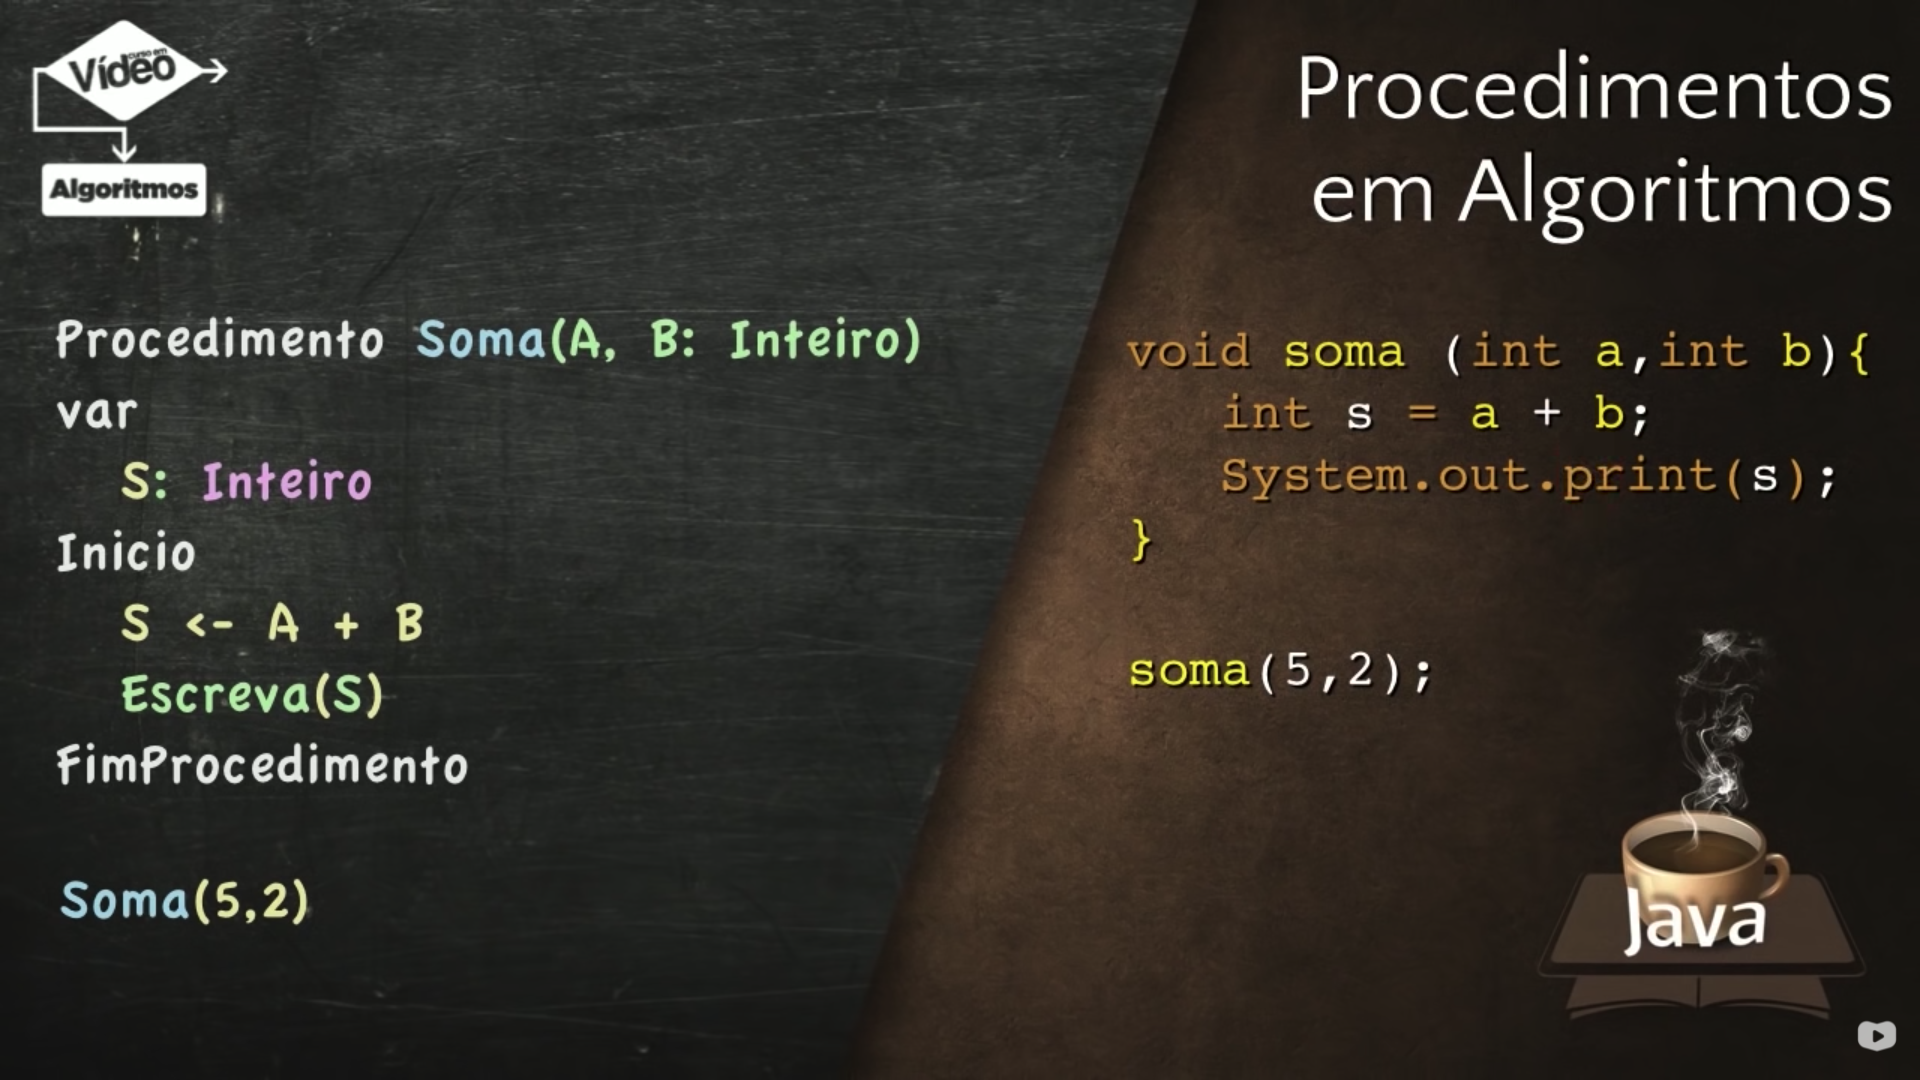 curso em
Vídeo
Algoritmos
Procedimentos
em Algoritmos
Procedimento Soma(A, B: Inteiro)
var
S: Inteiro
Inicio
S <- A + B
Escreva(S)
FimProcedimento
Soma(5,2)
void soma (int a,int b){
int s = a + b;
System.out.print(s);
}
soma(5,2);
Java